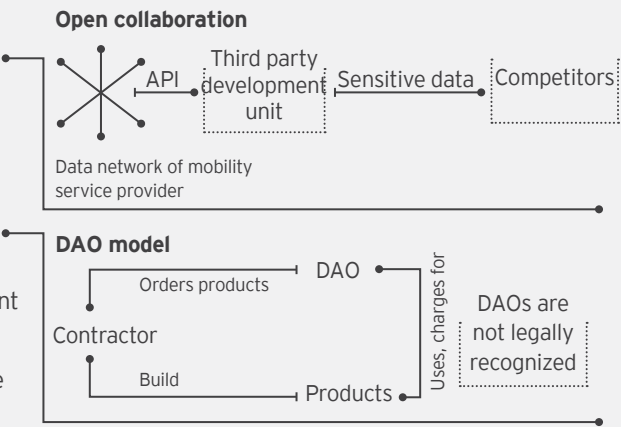 Open collaboration
API
Third party
development
unit
Sensitive data
Competitors
Data network of mobility
service provider
DAO model
Orders products
DAO
Uses, charges for
DAOs are
not legally
recognized
Contractor
Build
Products
nt
e